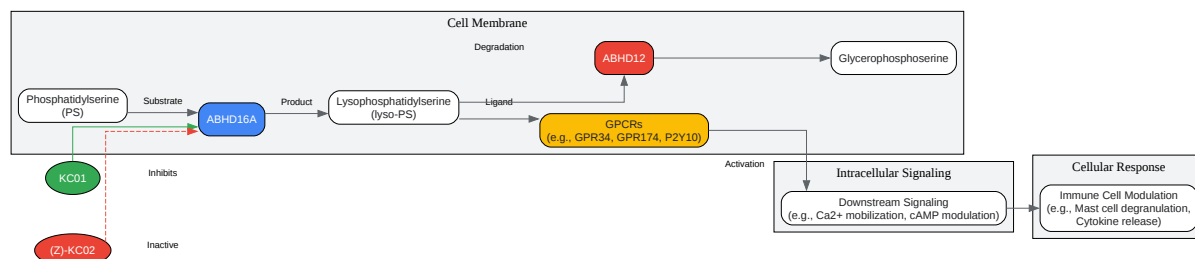 Cell Membrane
Degradation
ABHD12
Glycerophosphoserine
Phosphatidylserine
(PS)
Substrate
ABHD16A
Product
Lysophosphatidylserine
(lyso-PS)
Ligand
GPCRs
(e.g., GPR34, GPR174, P2Y10)
Activation
KC01
Inhibits
(Z)-KC02
Inactive
Intracellular Signaling
Downstream Signaling
(e.g., Ca2+ mobilization, cAMP modulation)
Cellular Response
Immune Cell Modulation
(e.g., Mast cell degranulation,
Cytokine release)